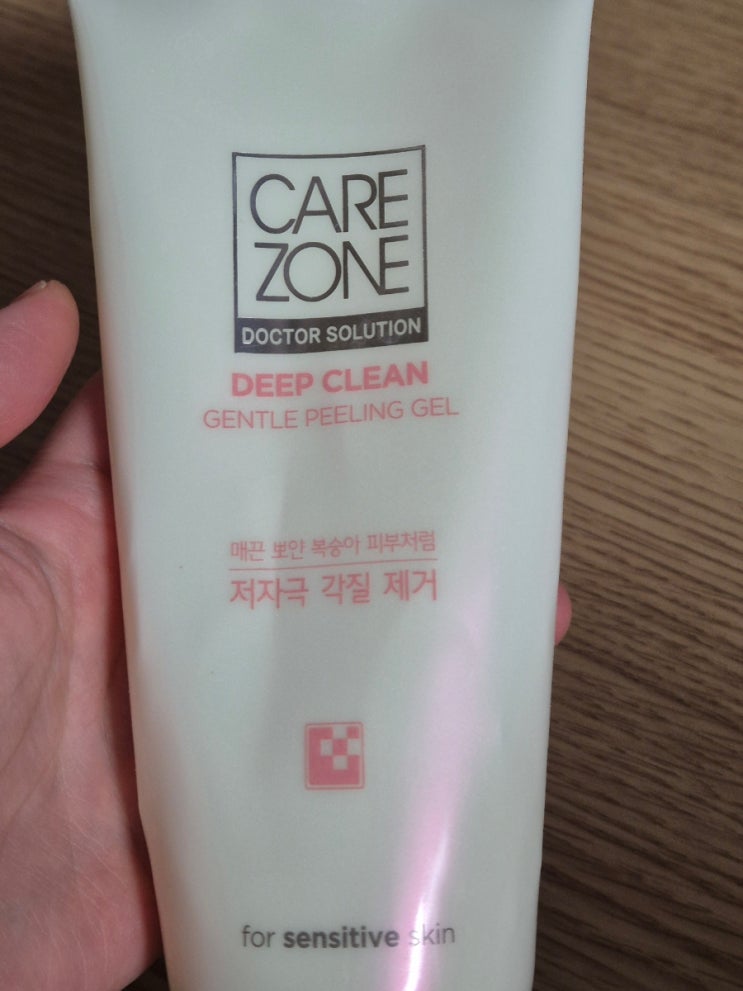 CARE
ZONE
DOCTOR SOLUTION
DEEP CLEAN
GENTLE PEELING GEL
매끈 뽀얀 복숭아 피부처럼
저자극 각질 제거
for sensitive skin